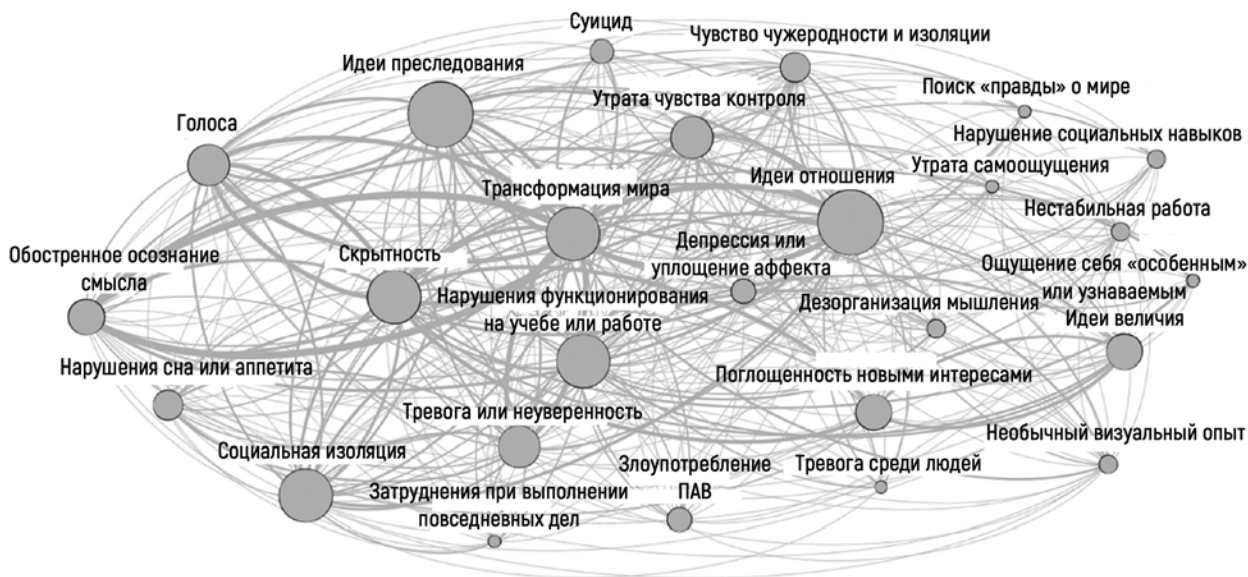 Суицид
Чувство чужеродности и изоляции
Идеи преследования
Поиск «правды» о мире
Утрата чувства контроля
Голоса
Нарушение социальных навыков
Утрата самоощущения
Трансформация мира
Идеи отношения
Нестабильная работа
Обостренное осознание
смысла
Скрытность
Депрессия или
уплощение аффекта
Ощущение себя «особенным»
или узнаваемым
Нарушения функционирования
на учебе или работе
Дезорганизация мышления
Идеи величия
Нарушения сна или аппетита
Поглощенность новыми интересами
Тревога или неуверенность
Необычный визуальный опыт
Социальная изоляция
Злоупотребление
ПАВ
Тревога среди людей
Затруднения при выполнении
повседневных дел